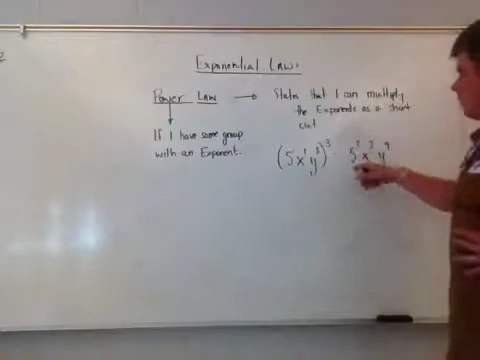 Exponential Laws
Power Law → States that I can multiply
the Exponents as a short
cut
If I have some group
with an Exponent.
(5x¹y³)³ = 5³x³y⁹
2